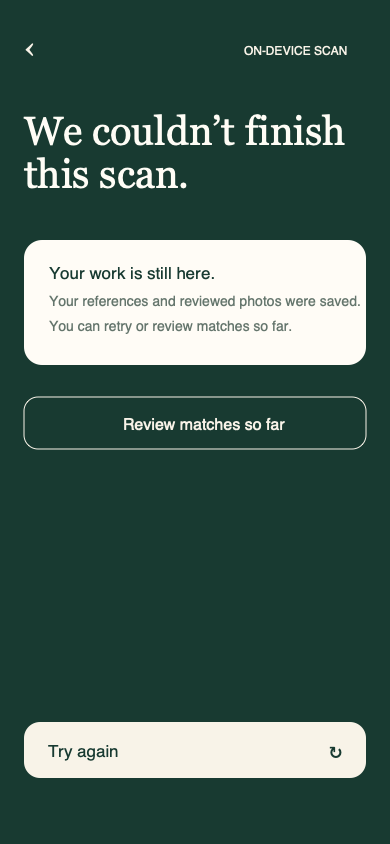 ON-DEVICE SCAN
We couldn’t finish
this scan.
Your work is still here.
Your references and reviewed photos were saved.
You can retry or review matches so far.
Review matches so far
Try again